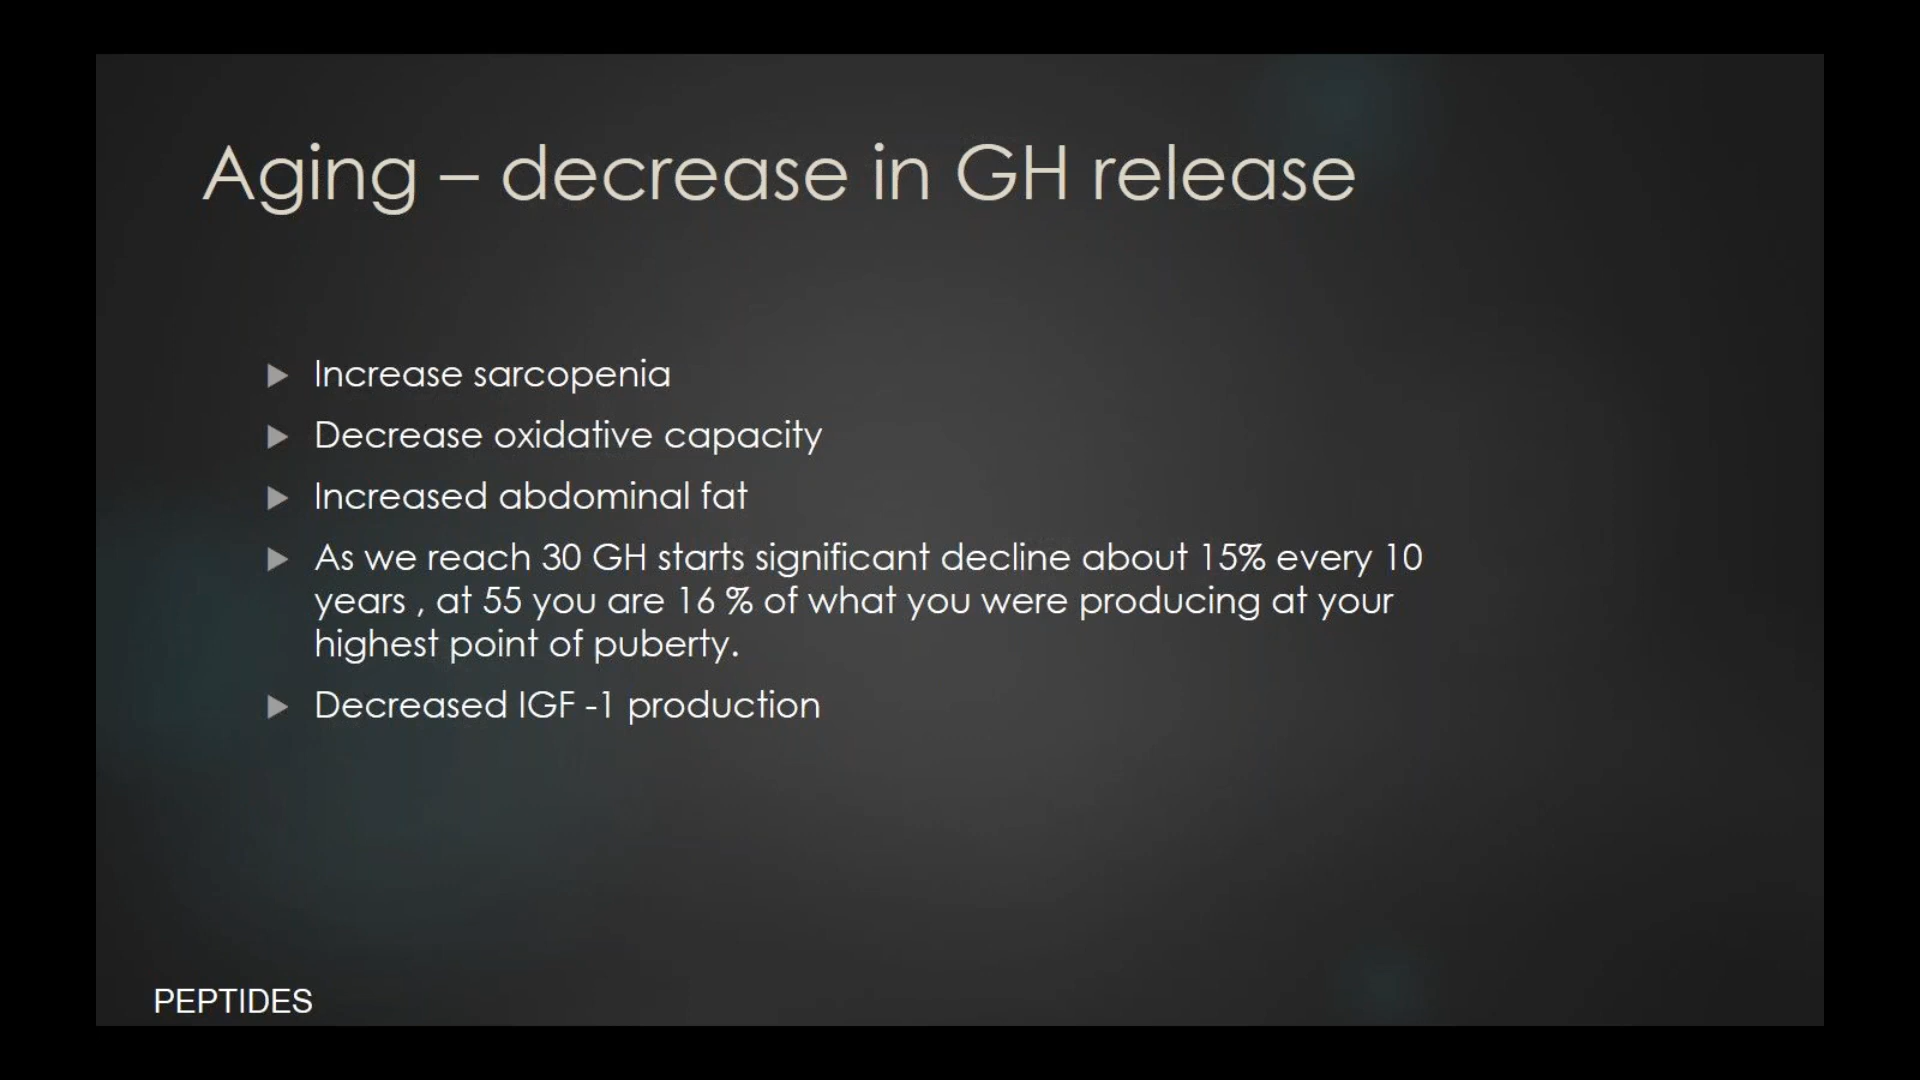 Aging – decrease in GH release
Increase sarcopenia
Decrease oxidative capacity
Increased abdominal fat
As we reach 30 GH starts significant decline about 15% every 10
years , at 55 you are 16 % of what you were producing at your
highest point of puberty.
Decreased IGF -1 production
PEPTIDES